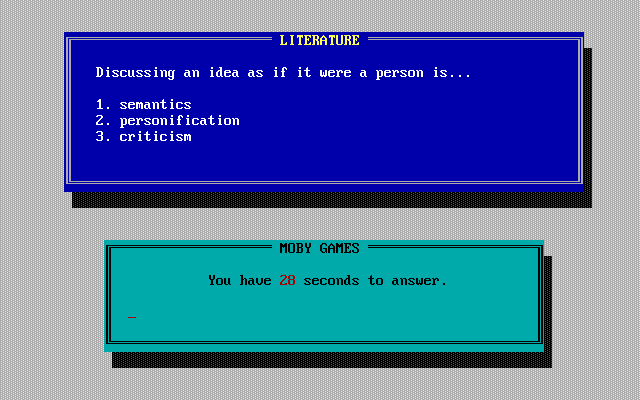 LITERATURE
Discussing an idea as if it were a person is...
1. semantics
2. personification
3. criticism
MOBY GAMES
You have 28 seconds to answer.
_